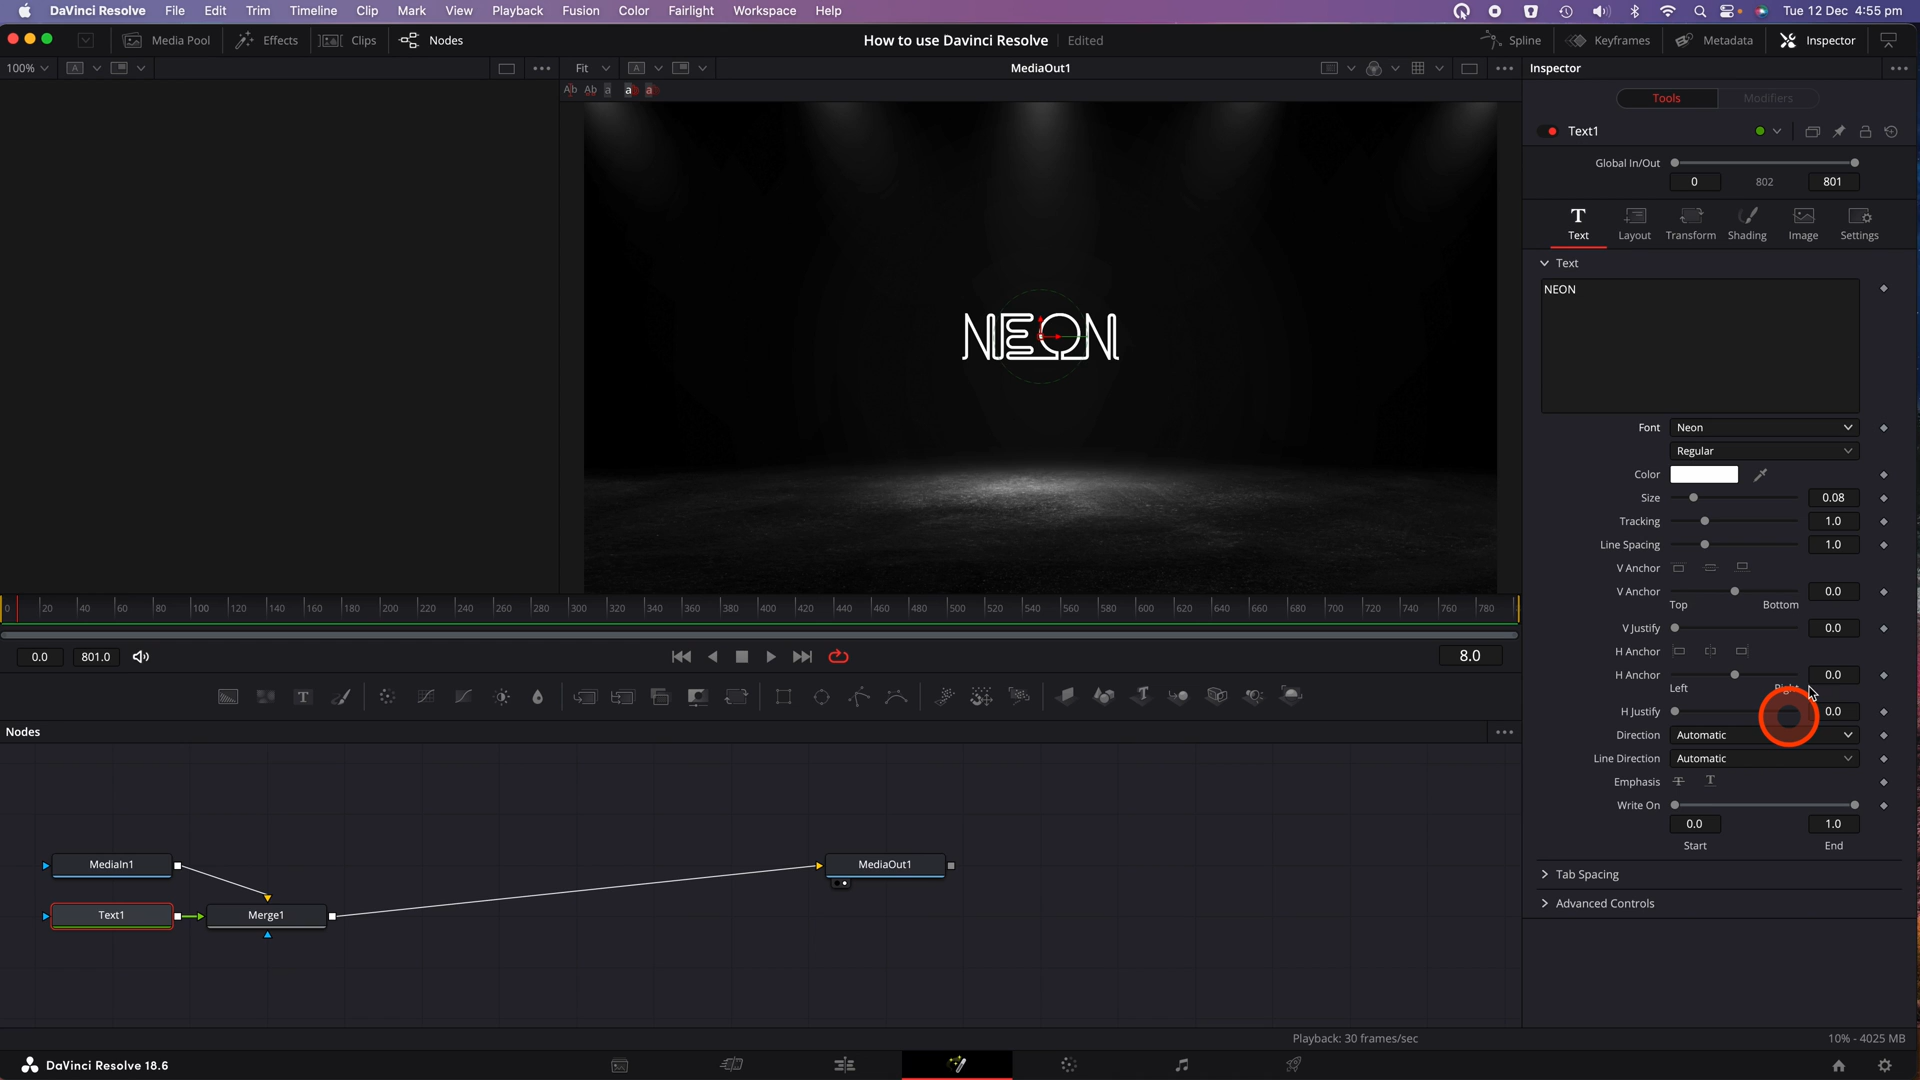 DaVinci Resolve File Edit Trim Timeline Clip Mark View Playback Fusion Color Fairlight Workspace Help Tue 12 Dec 4:55 pm
Media Pool Effects Clips Nodes How to use Davinci Resolve Edited Spline Keyframes Metadata Inspector
100% A Fit A MediaOut1 Inspector
Ab Ab a a a
Tools Modifiers
Text1
Global In/Out
0 802 801
Text Layout Transform Shading Image Settings
Text
NEON
NEON
Font Neon
Regular
Color
Size 0.08
Tracking 1.0
Line Spacing 1.0
V Anchor
V Anchor 0.0
Top Bottom
V Justify 0.0
H Anchor
H Anchor 0.0
Left Right
H Justify 0.0
Direction Automatic
Line Direction Automatic
Emphasis T T
Write On
0.0 1.0
Start End
Tab Spacing
Advanced Controls
0 20 40 60 80 100 120 140 160 180 200 220 240 260 280 300 320 340 360 380 400 420 440 460 480 500 520 540 560 580 600 620 640 660 680 700 720 740 760 780
0.0 801.0 8.0
T T
Nodes
MediaIn1 MediaOut1
Text1 Merge1
Playback: 30 frames/sec 10% - 4025 MB
DaVinci Resolve 18.6